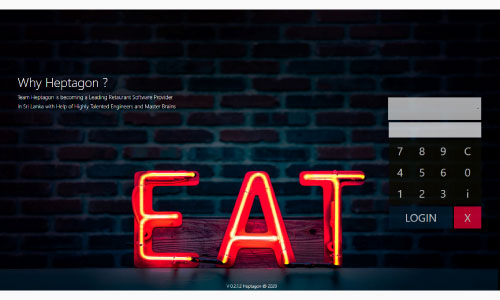 Why Heptagon ?
Team Heptagon is becoming a Leading Restaurant Software Provider
In Sri Lanka with Help of Highly Talented Engineers and Master Brains
7 8 9 C
4 5 6 0
1 2 3 i
LOGIN X
EAT
V 0.2.1.2 Heptagon @ 2020